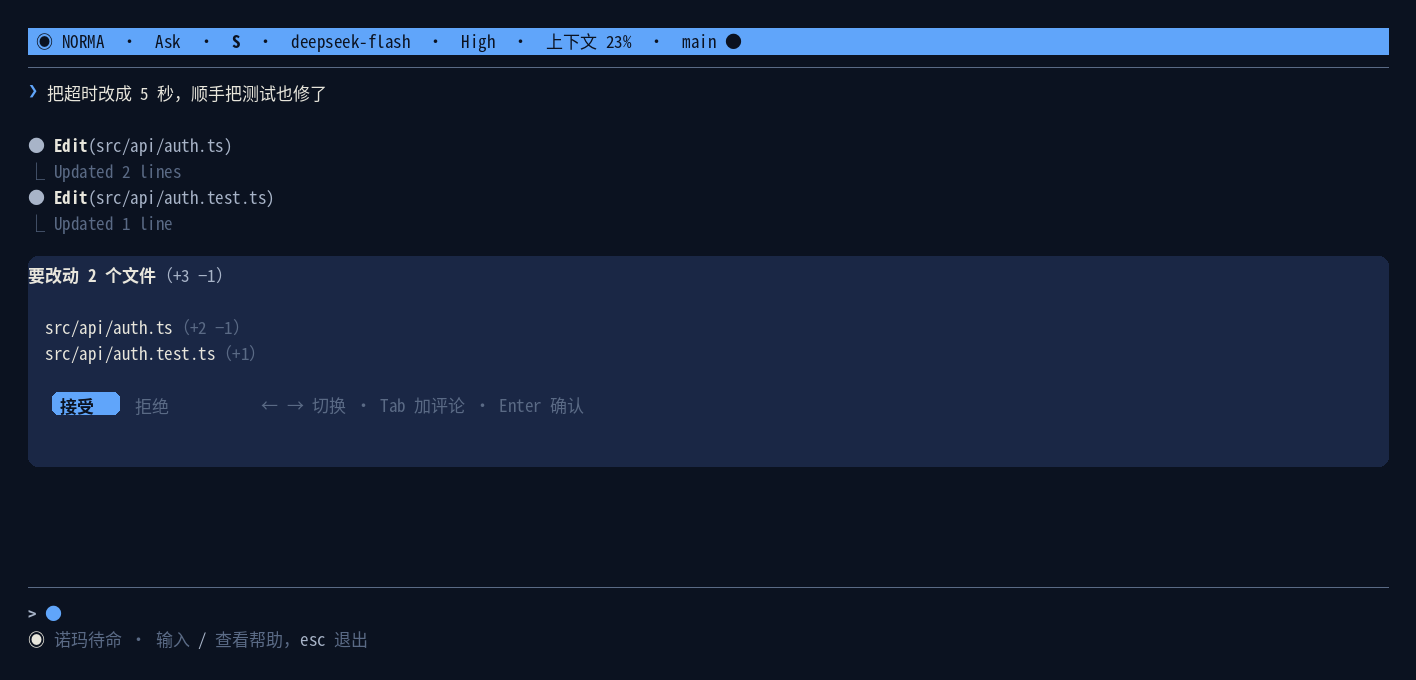 ◉ NORMA · Ask · S · deepseek-flash · High · 上下文 23% · main ●
❯ 把超时改成 5 秒，顺手把测试也修了
● Edit(src/api/auth.ts)
⎿ Updated 2 lines
● Edit(src/api/auth.test.ts)
⎿ Updated 1 line
要改动 2 个文件（+3 −1）
src/api/auth.ts（+2 −1）
src/api/auth.test.ts（+1）
接受 拒绝 ← → 切换 · Tab 加评论 · Enter 确认
> ●
◉ 诺玛待命 · 输入 / 查看帮助，esc 退出